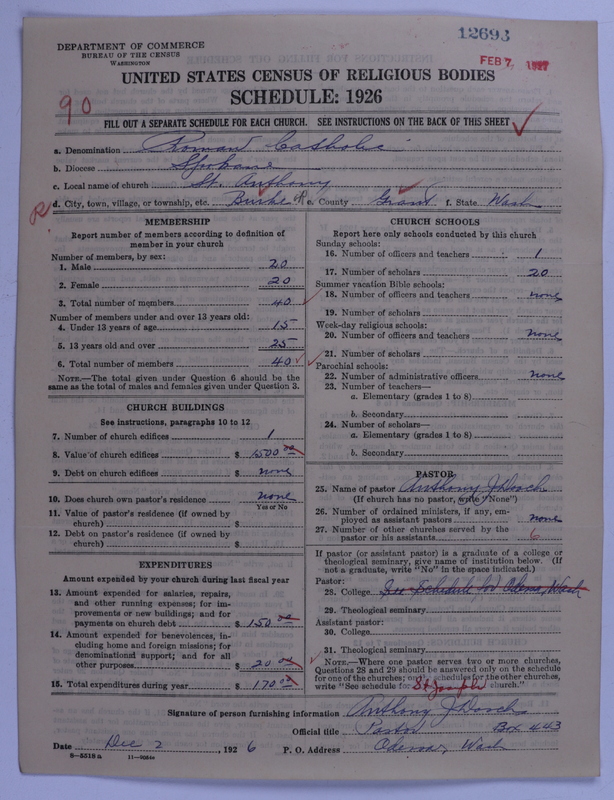 12693
DEPARTMENT OF COMMERCE
BUREAU OF THE CENSUS
WASHINGTON
FEB 7, 1927
UNITED STATES CENSUS OF RELIGIOUS BODIES
SCHEDULE: 1926
90
FILL OUT A SEPARATE SCHEDULE FOR EACH CHURCH. SEE INSTRUCTIONS ON THE BACK OF THIS SHEET
a. Denomination Roman Catholic
b. Diocese Spokane
c. Local name of church St. Anthony
d. City, town, village, or township, etc. Burke R e. County Grant f. State Wash
R
MEMBERSHIP
Report number of members according to definition of
member in your church
Number of members, by sex:
1. Male 20
2. Female 20
3. Total number of members 40
Number of members under and over 13 years old:
4. Under 13 years of age 15
5. 13 years old and over 25
6. Total number of members 40
NOTE.—The total given under Question 6 should be the
same as the total of males and females given under Question 3.
CHURCH BUILDINGS
See instructions, paragraphs 10 to 12
7. Number of church edifices 1
8. Value of church edifices $ 500 00
9. Debt on church edifices $ none
10. Does church own pastor's residence none
Yes or No
11. Value of pastor's residence (if owned by
church) $
12. Debt on pastor's residence (if owned by
church) $
EXPENDITURES
Amount expended by your church during last fiscal year
13. Amount expended for salaries, repairs,
and other running expenses; for im-
provements or new buildings; and for
payments on church debt $ 150 00
14. Amount expended for benevolences, in-
cluding home and foreign missions; for
denominational support; and for all
other purposes $ 20 00
15. Total expenditures during year $ 170 00
CHURCH SCHOOLS
Report here only schools conducted by this church
Sunday schools:
16. Number of officers and teachers 1
17. Number of scholars 20
Summer vacation Bible schools:
18. Number of officers and teachers none
19. Number of scholars
Week-day religious schools:
20. Number of officers and teachers none
21. Number of scholars
Parochial schools:
22. Number of administrative officers none
23. Number of teachers—
a. Elementary (grades 1 to 8)
b. Secondary
24. Number of scholars—
a. Elementary (grades 1 to 8)
b. Secondary
PASTOR
25. Name of pastor Anthony J
(If church has no pastor, write "None")
26. Number of ordained ministers, if any, em-
ployed as assistant pastors none
27. Number of other churches served by the
pastor or his assistants 6
If pastor (or assistant pastor) is a graduate of a college or
theological seminary, give name of institution below. (If
not a graduate, write "No" in the space indicated.)
Pastor:
28. College See Schedule for Odessa, Wash
29. Theological seminary
Assistant pastor:
30. College
31. Theological seminary
NOTE.—Where one pastor serves two or more churches,
Questions 28 and 29 should be answered only on the schedule
for one of the churches; on the schedules for the other churches,
write "See schedule for St Joseph church."
Signature of person furnishing information Anthony J
Official title Pastor Box 443
Date Dec 2, 1926 P. O. Address Odessa, Wash
8-5518 a 11-9054